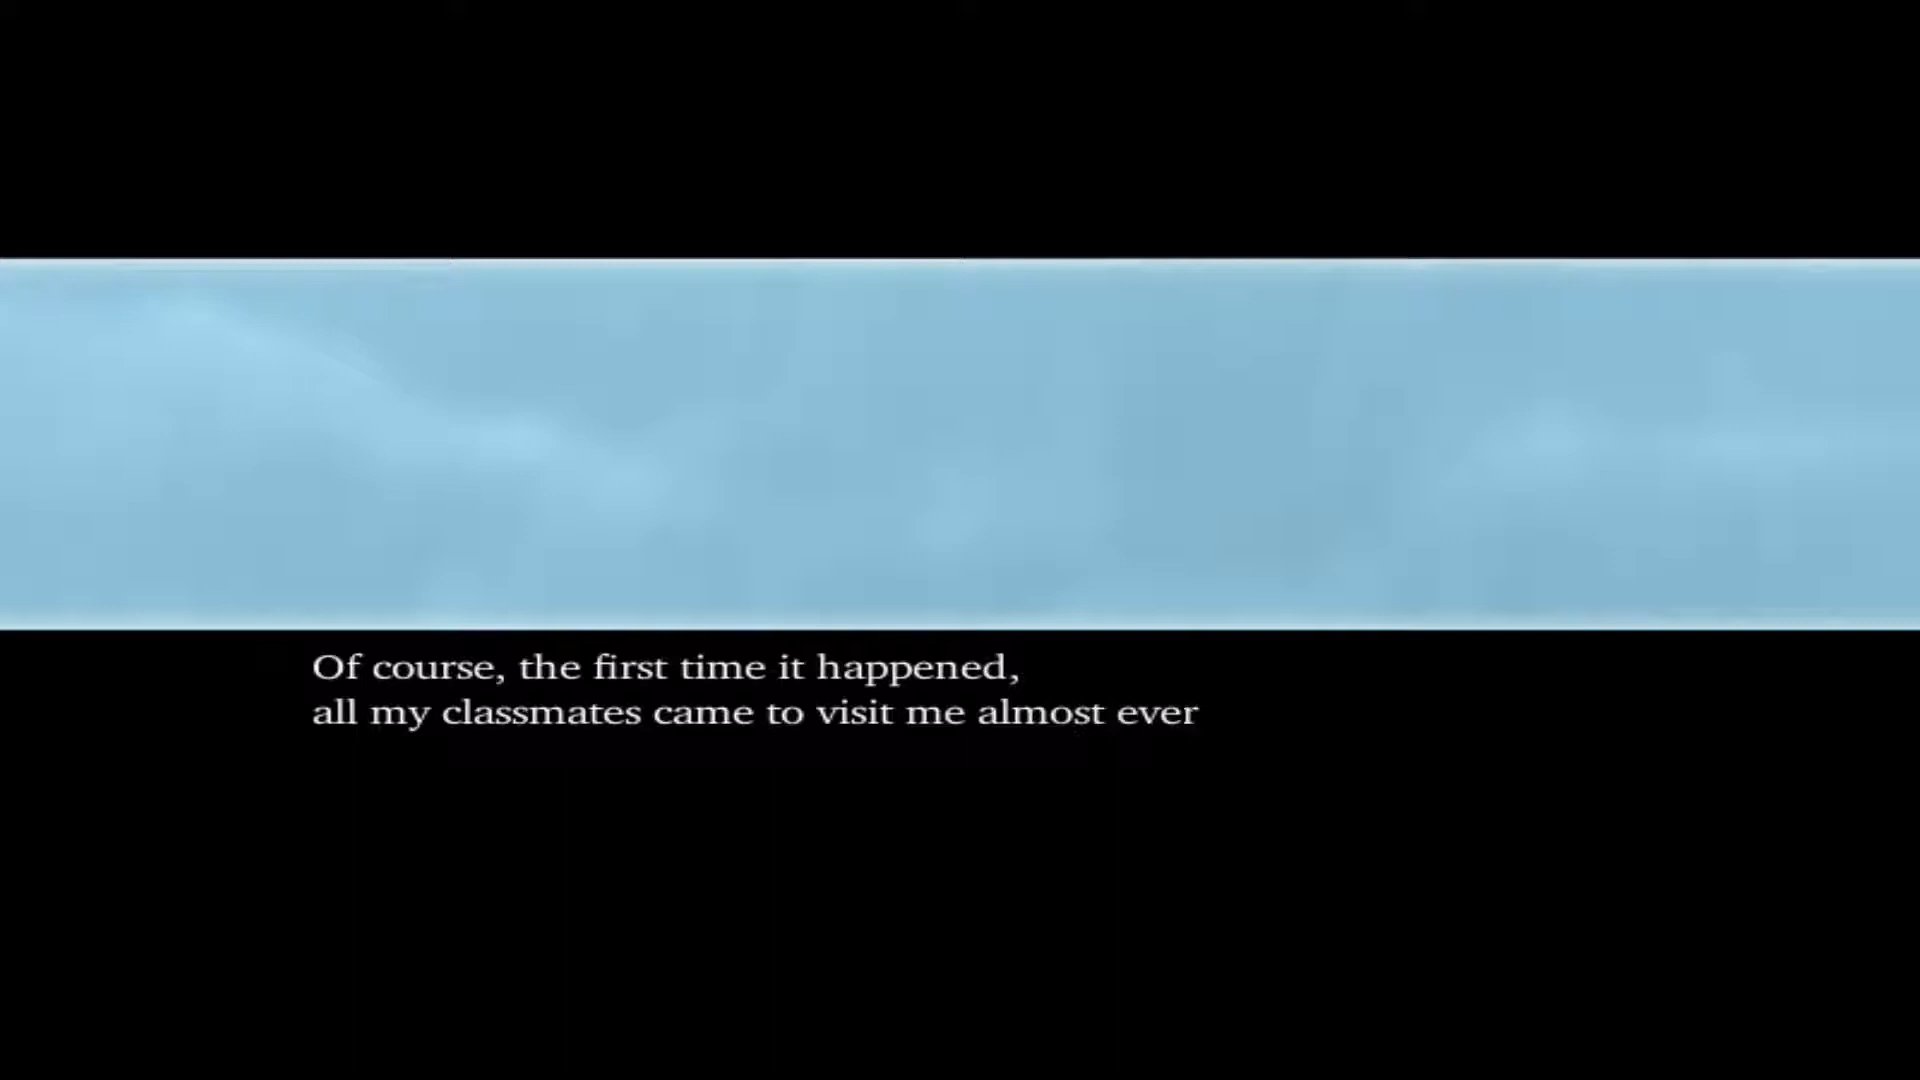 Of course, the first time it happened,
all my classmates came to visit me almost ever